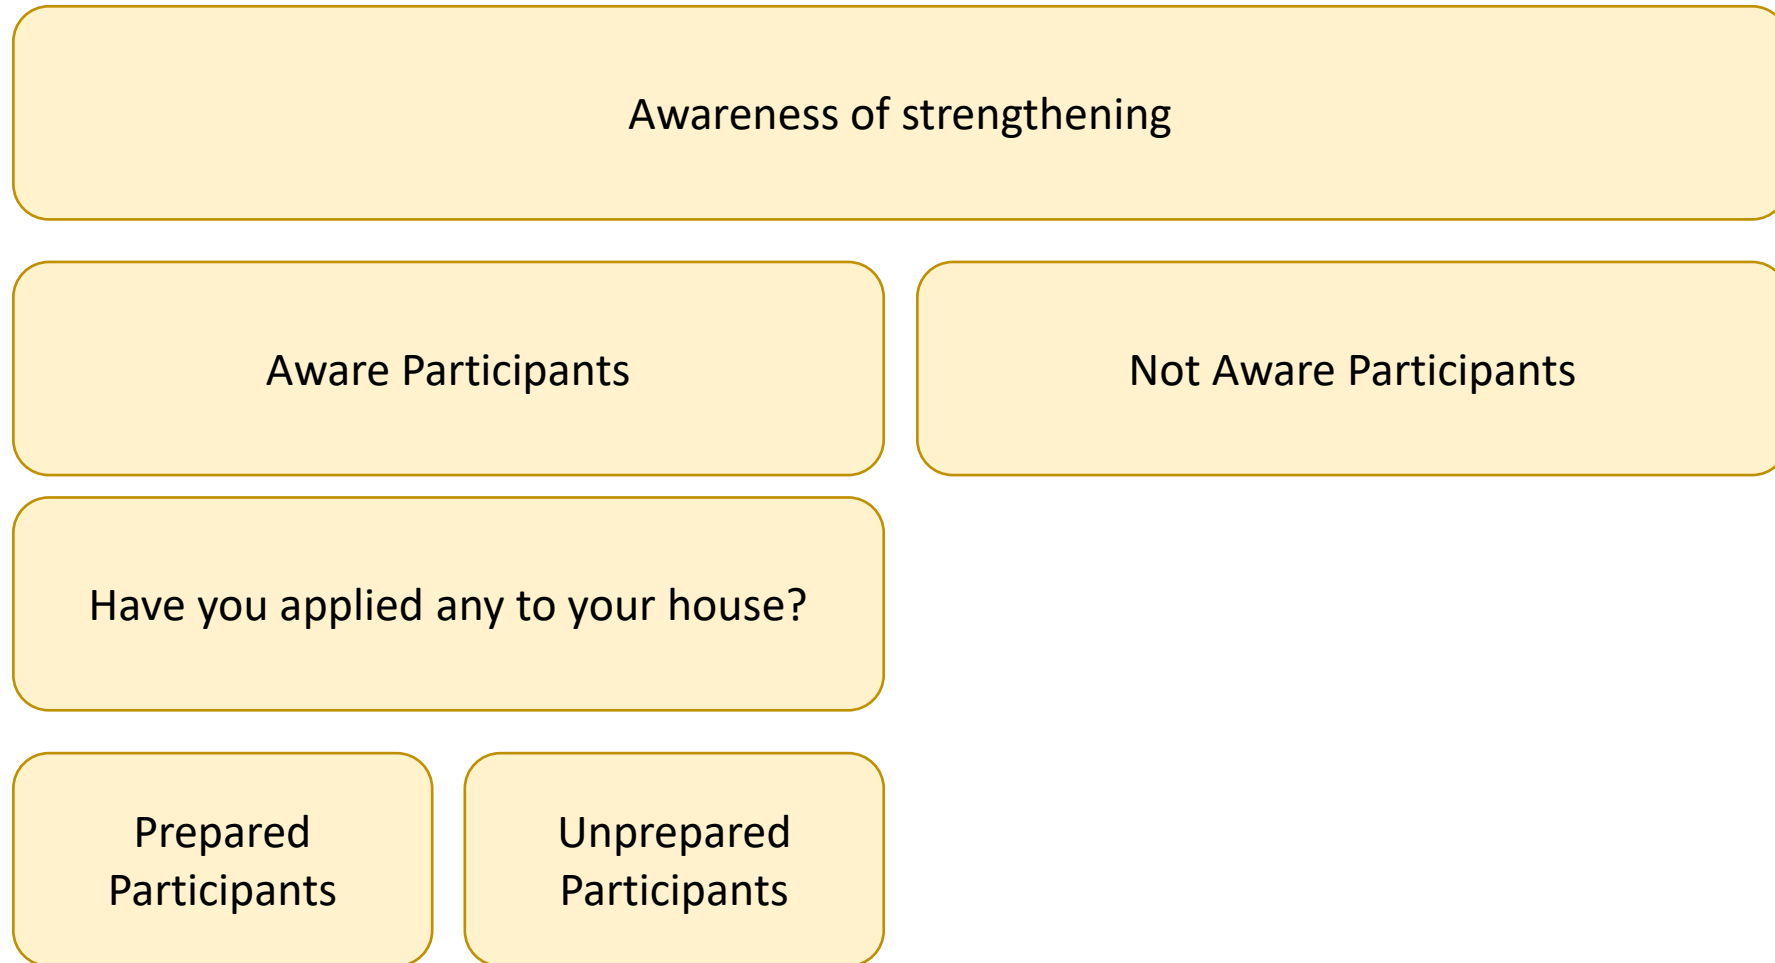 Awareness of strengthening
Aware Participants
Not Aware Participants
Have you applied any to your house?
Prepared
Participants
Unprepared
Participants